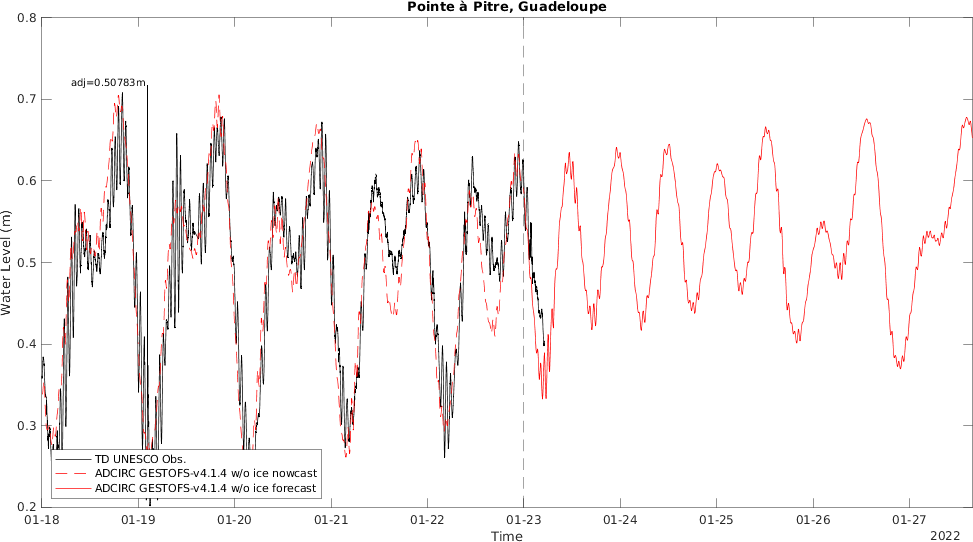 Pointe à Pitre, Guadeloupe
0.8
adj=0.50783m
0.7
0.6
0.5
0.4
0.3
0.2
Water Level (m)
TD UNESCO Obs.
ADCIRC GESTOFS-v4.1.4 w/o ice nowcast
ADCIRC GESTOFS-v4.1.4 w/o ice forecast
01-18 01-19 01-20 01-21 01-22 01-23 01-24 01-25 01-26 01-27
Time
2022